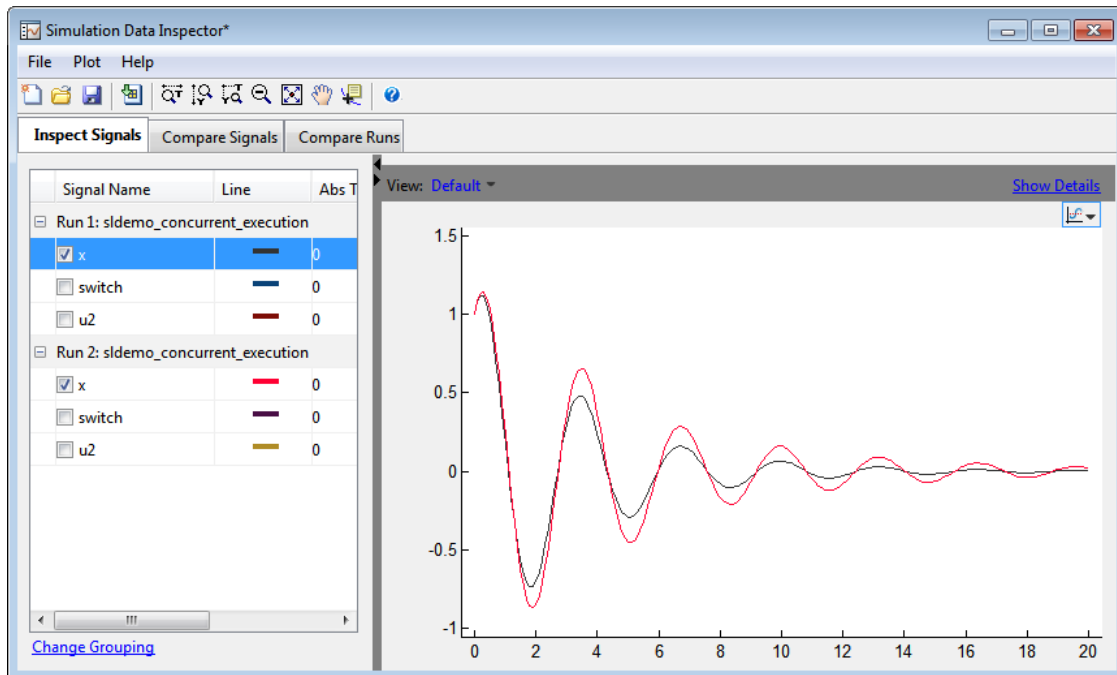 Simulation Data Inspector*
File Plot Help
Inspect Signals Compare Signals Compare Runs
Signal Name Line Abs T
Run 1: sldemo_concurrent_execution
x 0
switch 0
u2 0
Run 2: sldemo_concurrent_execution
x 0
switch 0
u2 0
Change Grouping
View: Default Show Details
1.5
1
0.5
0
-0.5
-1
0 2 4 6 8 10 12 14 16 18 20